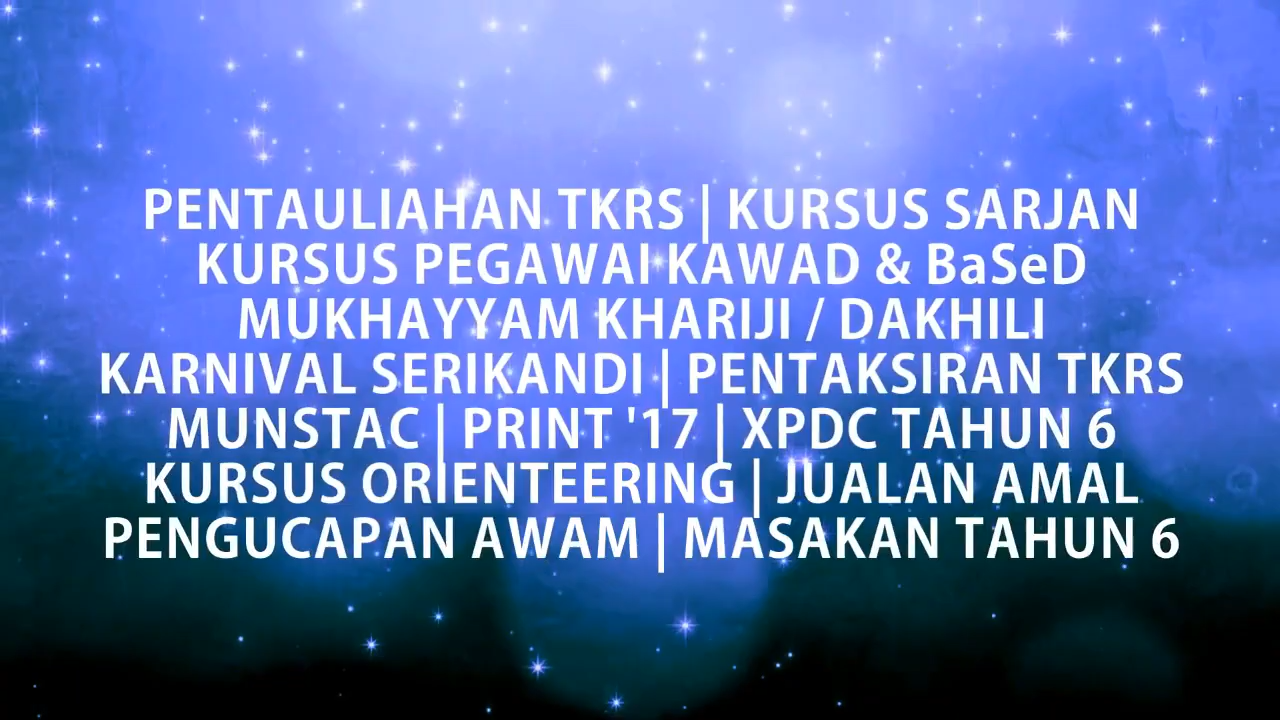 PENTAULIAHAN TKRS | KURSUS SARJAN
KURSUS PEGAWAI KAWAD & BaSeD
MUKHAYYAM KHARIJI / DAKHILI
KARNIVAL SERIKANDI | PENTAKSIRAN TKRS
MUNSTAC | PRINT '17 | XPDC TAHUN 6
KURSUS ORIENTEERING | JUALAN AMAL
PENGUCAPAN AWAM | MASAKAN TAHUN 6